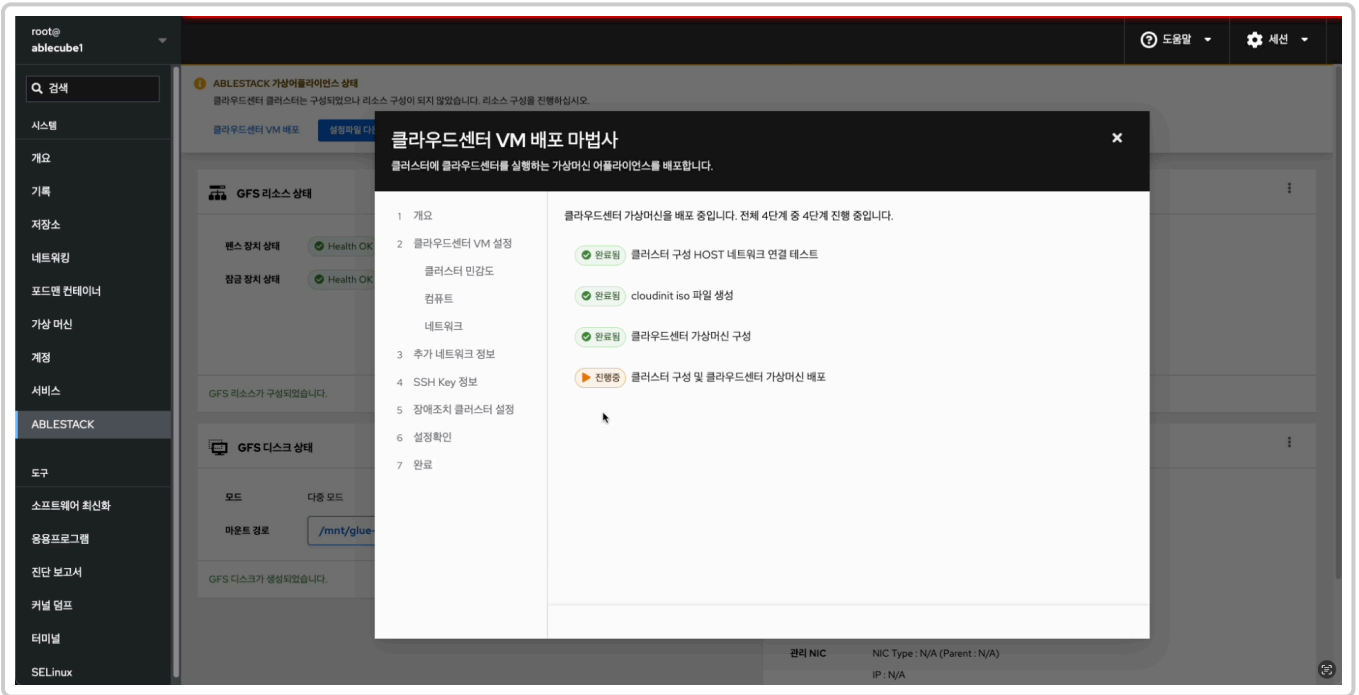 root@
ablecube1
도움말
세션
검색
시스템
개요
기록
저장소
네트워킹
포드맨 컨테이너
가상 머신
계정
서비스
ABLESTACK
도구
소프트웨어 최신화
응용프로그램
진단 보고서
커널 덤프
터미널
SELinux
ABLESTACK 가상어플라이언스 상태
클라우드센터 클러스터는 구성되었으나 리소스 구성이 되지 않았습니다. 리소스 구성을 진행하십시오.
클라우드센터 VM 배포
설정파일 다운
GFS 리소스 상태
펜스 장치 상태
Health OK
잠금 장치 상태
Health OK
GFS 리소스가 구성되었습니다.
GFS 디스크 상태
모드
다중 모드
마운트 경로
/mnt/glue-
GFS 디스크가 생성되었습니다.
클라우드센터 VM 배포 마법사
클러스터에 클라우드센터를 실행하는 가상머신 어플라이언스를 배포합니다.
1 개요
2 클라우드센터 VM 설정
클러스터 민감도
컴퓨트
네트워크
3 추가 네트워크 정보
4 SSH Key 정보
5 장애조치 클러스터 설정
6 설정확인
7 완료
클라우드센터 가상머신을 배포 중입니다. 전체 4단계 중 4단계 진행 중입니다.
완료됨 클러스터 구성 HOST 네트워크 연결 테스트
완료됨 cloudinit iso 파일 생성
완료됨 클라우드센터 가상머신 구성
진행중 클러스터 구성 및 클라우드센터 가상머신 배포
관리 NIC
NIC Type : N/A (Parent : N/A)
IP : N/A